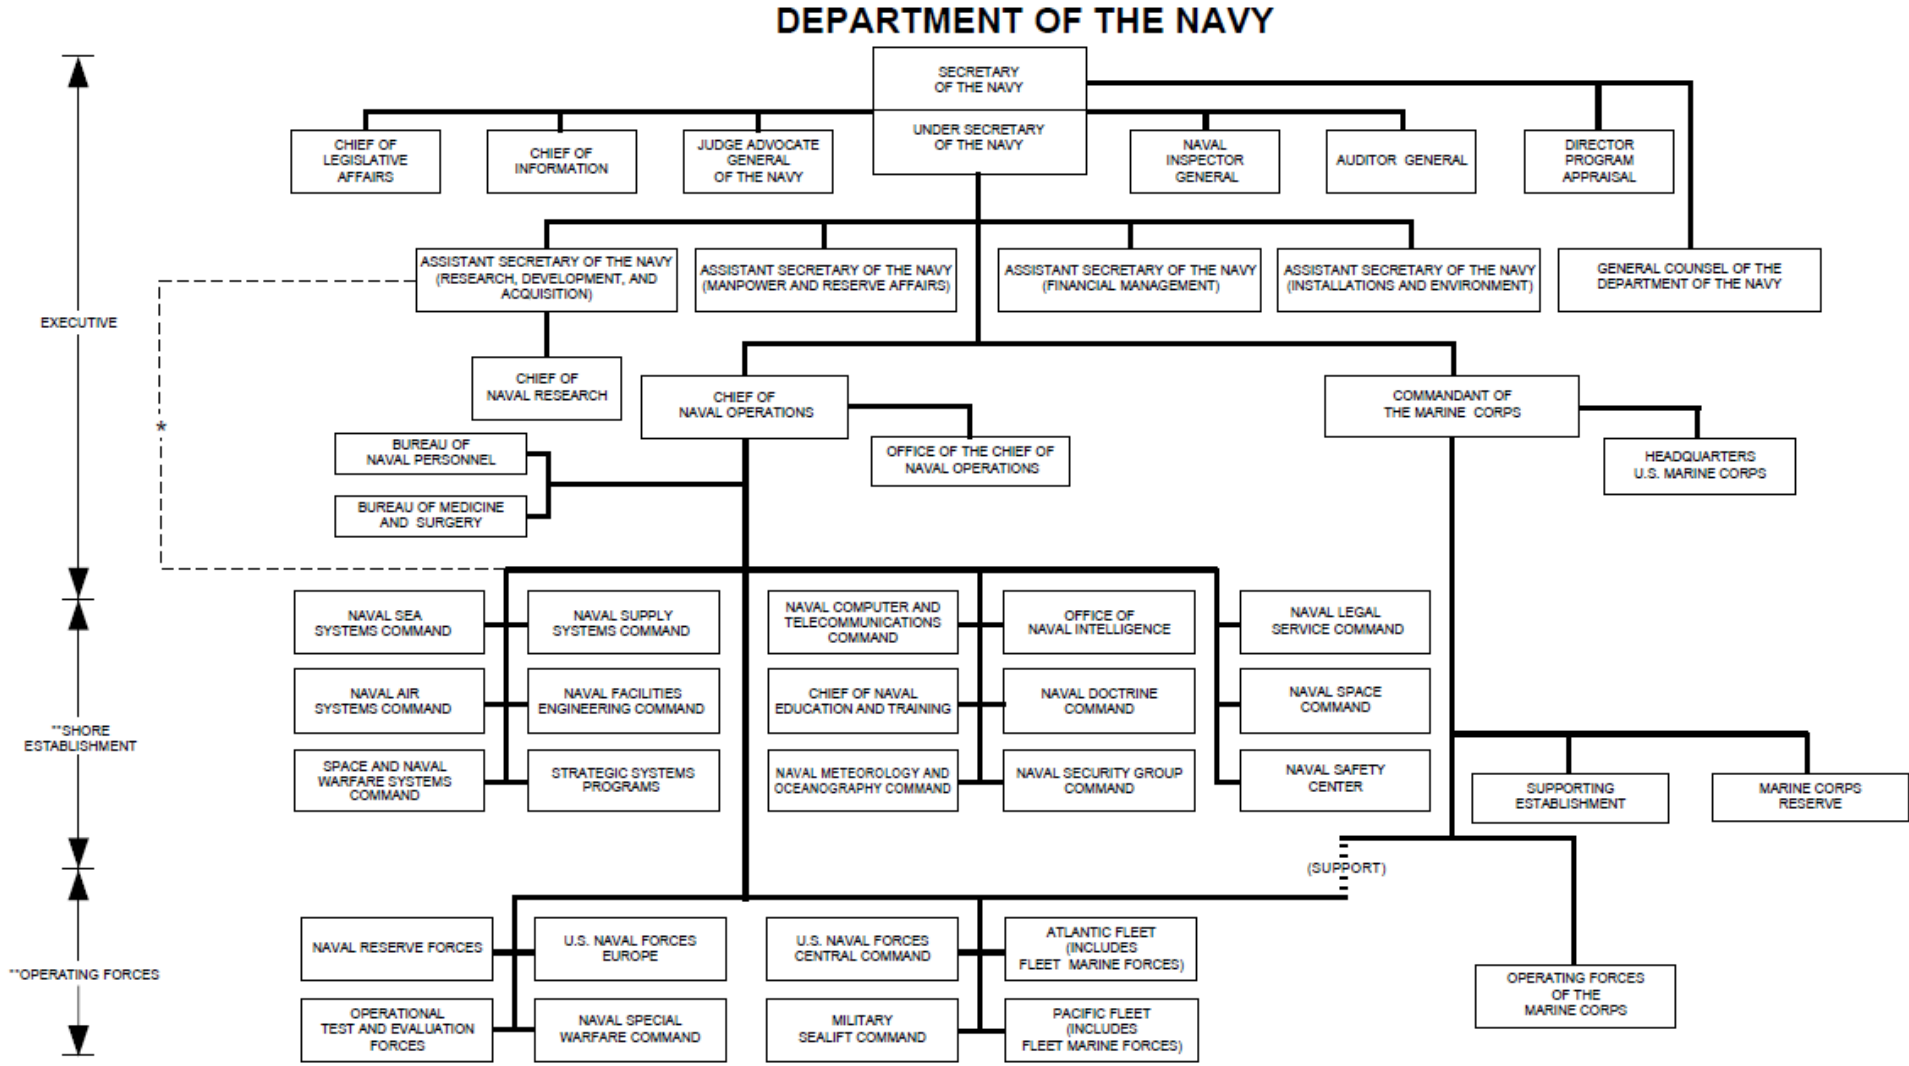 DEPARTMENT OF THE NAVY
SECRETARY
OF THE NAVY
UNDER SECRETARY
OF THE NAVY
CHIEF OF
LEGISLATIVE
AFFAIRS
CHIEF OF
INFORMATION
JUDGE ADVOCATE
GENERAL
OF THE NAVY
NAVAL
INSPECTOR
GENERAL
AUDITOR GENERAL
DIRECTOR
PROGRAM
APPRAISAL
ASSISTANT SECRETARY OF THE NAVY
(RESEARCH, DEVELOPMENT, AND
ACQUISITION)
ASSISTANT SECRETARY OF THE NAVY
(MANPOWER AND RESERVE AFFAIRS)
ASSISTANT SECRETARY OF THE NAVY
(FINANCIAL MANAGEMENT)
ASSISTANT SECRETARY OF THE NAVY
(INSTALLATIONS AND ENVIRONMENT)
GENERAL COUNSEL OF THE
DEPARTMENT OF THE NAVY
EXECUTIVE
CHIEF OF
NAVAL RESEARCH
CHIEF OF
NAVAL OPERATIONS
COMMANDANT OF
THE MARINE CORPS
*
BUREAU OF
NAVAL PERSONNEL
OFFICE OF THE CHIEF OF
NAVAL OPERATIONS
HEADQUARTERS
U.S. MARINE CORPS
BUREAU OF MEDICINE
AND SURGERY
NAVAL SEA
SYSTEMS COMMAND
NAVAL SUPPLY
SYSTEMS COMMAND
NAVAL COMPUTER AND
TELECOMMUNICATIONS
COMMAND
OFFICE OF
NAVAL INTELLIGENCE
NAVAL LEGAL
SERVICE COMMAND
NAVAL AIR
SYSTEMS COMMAND
NAVAL FACILITIES
ENGINEERING COMMAND
CHIEF OF NAVAL
EDUCATION AND TRAINING
NAVAL DOCTRINE
COMMAND
NAVAL SPACE
COMMAND
**SHORE
ESTABLISHMENT
SPACE AND NAVAL
WARFARE SYSTEMS
COMMAND
STRATEGIC SYSTEMS
PROGRAMS
NAVAL METEOROLOGY AND
OCEANOGRAPHY COMMAND
NAVAL SECURITY GROUP
COMMAND
NAVAL SAFETY
CENTER
SUPPORTING
ESTABLISHMENT
MARINE CORPS
RESERVE
(SUPPORT)
**OPERATING FORCES
NAVAL RESERVE FORCES
U.S. NAVAL FORCES
EUROPE
U.S. NAVAL FORCES
CENTRAL COMMAND
ATLANTIC FLEET
(INCLUDES
FLEET MARINE FORCES)
OPERATING FORCES
OF THE
MARINE CORPS
OPERATIONAL
TEST AND EVALUATION
FORCES
NAVAL SPECIAL
WARFARE COMMAND
MILITARY
SEALIFT COMMAND
PACIFIC FLEET
(INCLUDES
FLEET MARINE FORCES)